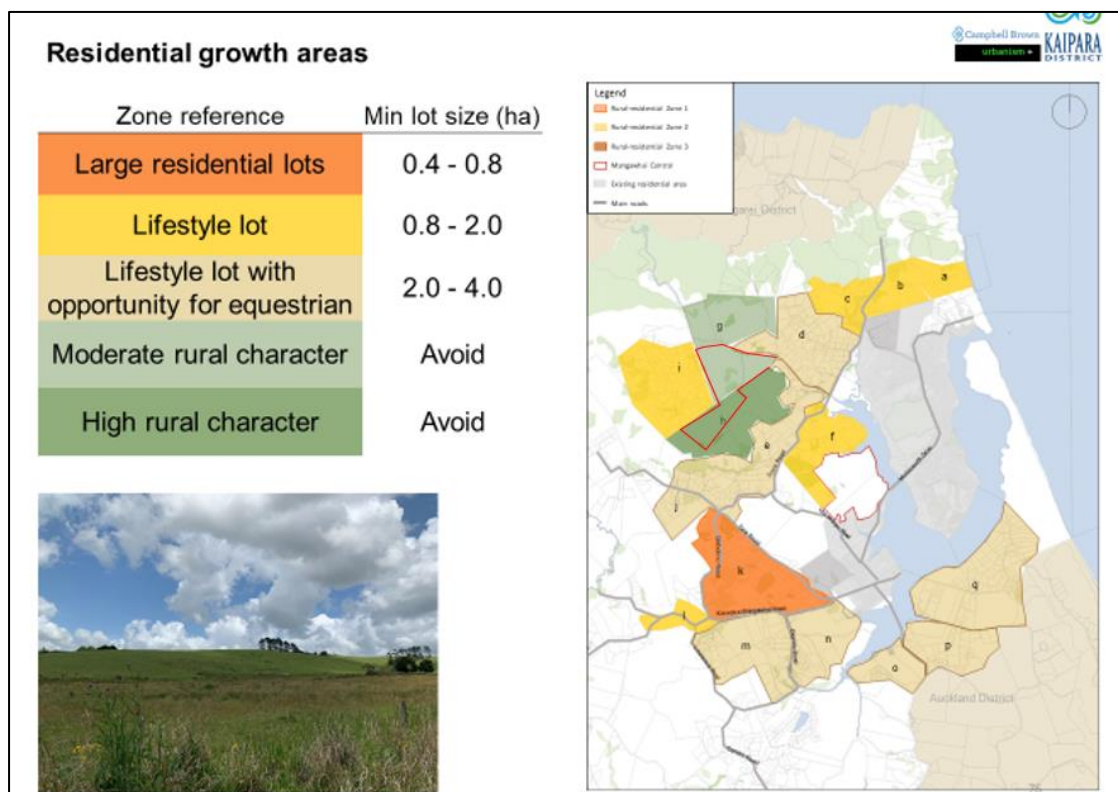 Residential growth areas
Campbell Brown
urbanism +
KAIPARA
DISTRICT
Zone reference Min lot size (ha)
Large residential lots 0.4 - 0.8
Lifestyle lot 0.8 - 2.0
Lifestyle lot with
opportunity for equestrian 2.0 - 4.0
Moderate rural character Avoid
High rural character Avoid
Legend
Rural-residential Zone 1
Rural-residential Zone 2
Rural-residential Zone 3
Mangawhai Central
Existing residential area
Main roads
District
a
b
c
d
g
i
h
e
f
k
m
n
o
p
q
Auckland District